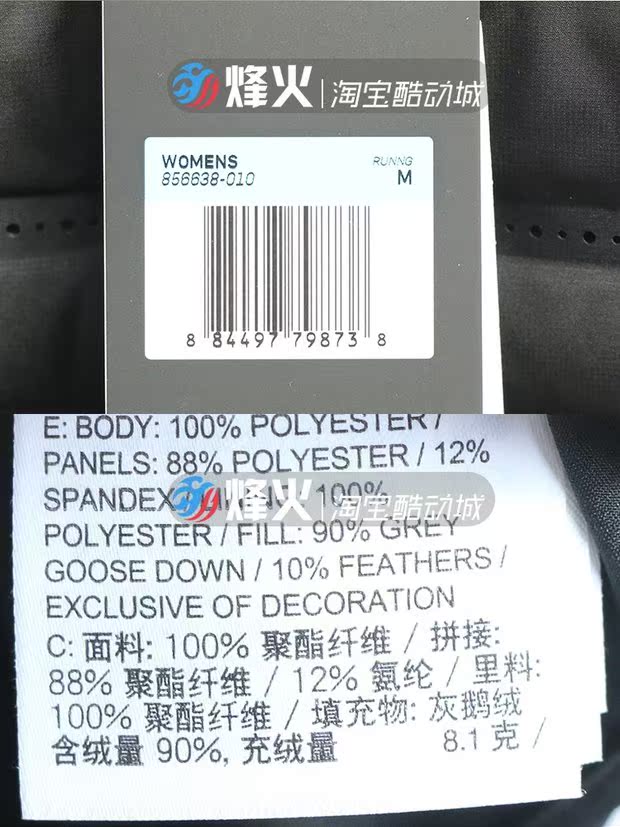 烽火|淘宝酷动城
WOMENS RUNNG
856638-010 M
8 84497 79873 8
E: BODY: 100% POLYESTER /
PANELS: 88% POLYESTER / 12%
SPANDEX / 100%
烽火|淘宝酷动城
POLYESTER / FILL: 90% GREY
GOOSE DOWN / 10% FEATHERS /
EXCLUSIVE OF DECORATION
C: 面料: 100% 聚酯纤维 / 拼接:
88% 聚酯纤维 / 12% 氨纶 / 里料:
100% 聚酯纤维 / 填充物: 灰鹅绒
含绒量 90%, 充绒量 8.1 克 /